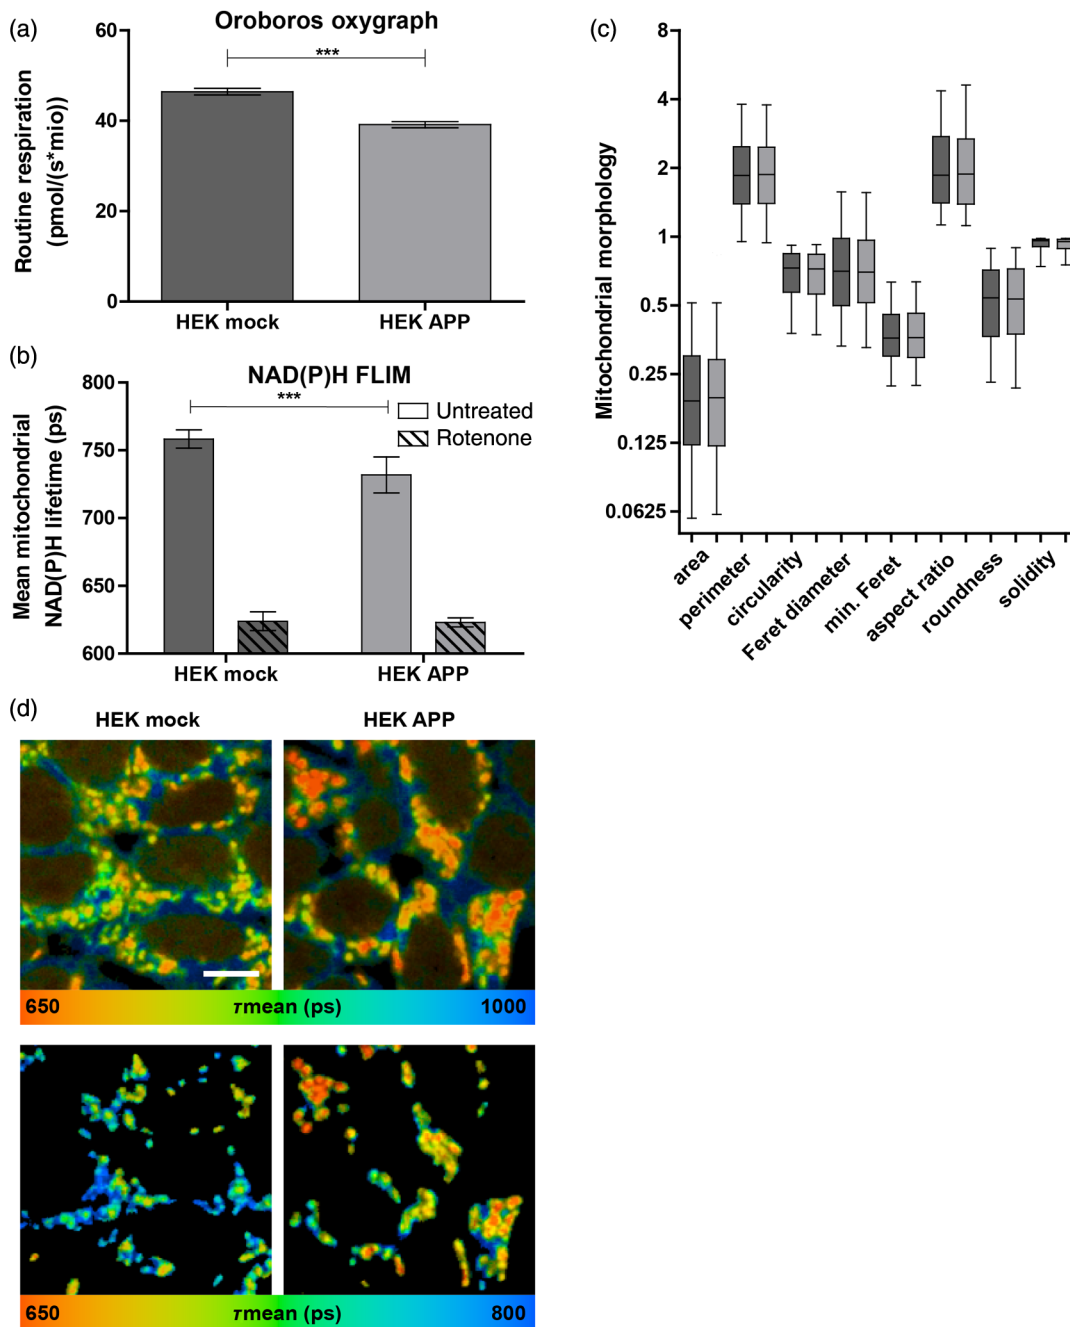 (a)
Oroboros oxygraph
Routine respiration
(pmol/(s*mio))
60
40
20
0
***
HEK mock
HEK APP
(b)
NAD(P)H FLIM
Mean mitochondrial
NAD(P)H lifetime (ps)
800
750
700
650
600
***
Untreated
Rotenone
HEK mock
HEK APP
(c)
Mitochondrial morphology
8
4
2
1
0.5
0.25
0.125
0.0625
area
perimeter
circularity
Feret diameter
min. Feret
aspect ratio
roundness
solidity
(d)
HEK mock
HEK APP
650 τmean (ps) 1000
650 τmean (ps) 800